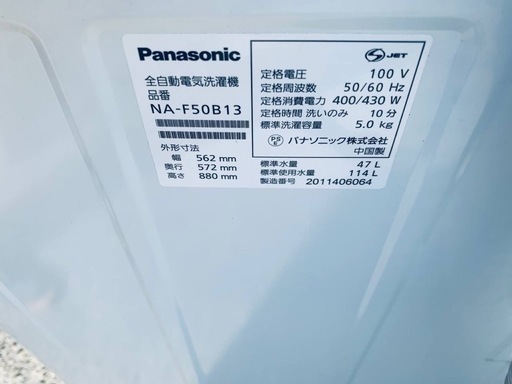 Panasonic
全自動電気洗濯機
品番
NA-F50B13
外形寸法
幅 562 mm
奥行 572 mm
高さ 880 mm
S JET
定格電圧 100 V
定格周波数 50/60 Hz
定格消費電力 400/430 W
定格時間 洗いのみ 10 分
標準洗濯容量 5.0 kg
PS E パナソニック株式会社
中国製
標準水量 47 L
標準使用水量 114 L
製造番号 2011406064